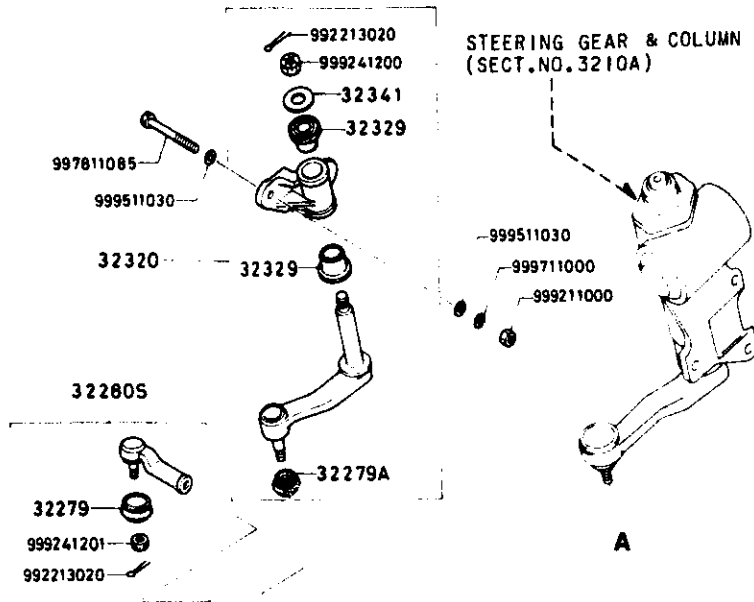 992213020
999241200
32341
32329
997811085
999511030
STEERING GEAR & COLUMN
(SECT.NO.3210A)
32320
32329
999511030
999711000
999211000
32280S
32279A
32279
999241201
992213020
A